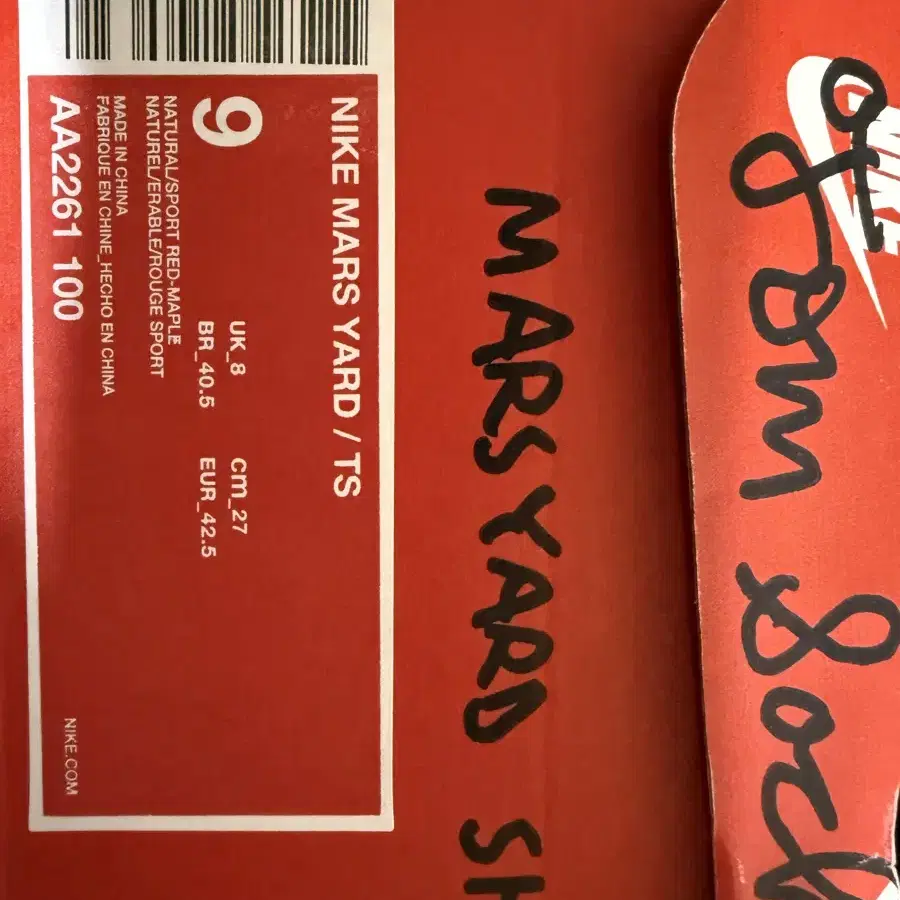 NIKE
Tom Sach
MARS YARD SH
NIKE MARS YARD / TS
9
UK_8 cm_27
BR_40.5 EUR_42.5
NATURAL/SPORT RED-MAPLE
NATUREL/ERABLE/ROUGE SPORT
MADE IN CHINA
FABRIQUE EN CHINE_HECHO EN CHINA
AA2261 100
NIKE.COM